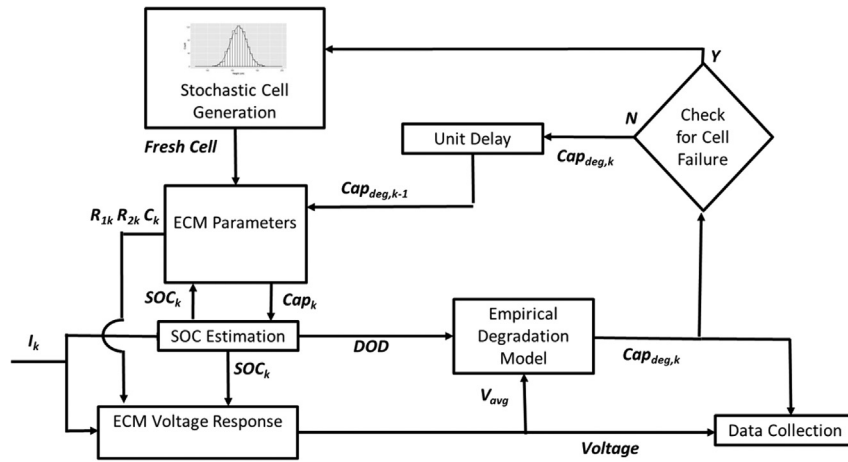 Stochastic Cell
Generation
Y
Check
for Cell
Failure
N
Unit Delay
Cap_deg,k
Fresh Cell
Cap_deg,k-1
R_1k R_2k C_k
ECM Parameters
SOC_k
Cap_k
I_k
SOC Estimation
DOD
Empirical
Degradation
Model
Cap_deg,k
SOC_k
V_avg
ECM Voltage Response
Voltage
Data Collection